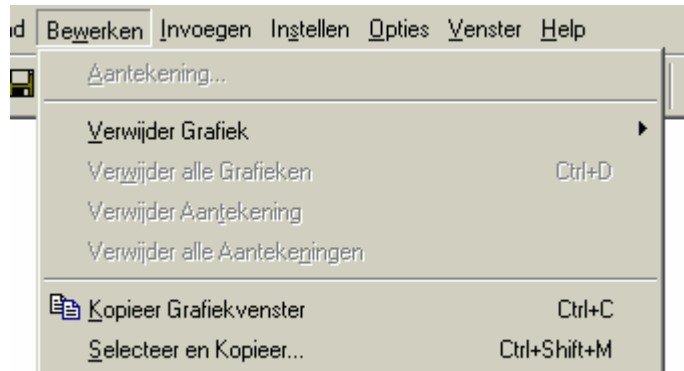 d Bewerken Invoegen Instellen Opties Venster Help
Aantekening...
Verwijder Grafiek
Verwijder alle Grafieken Ctrl+D
Verwijder Aantekening
Verwijder alle Aantekeningen
Kopieer Grafiekvenster Ctrl+C
Selecteer en Kopieer... Ctrl+Shift+M